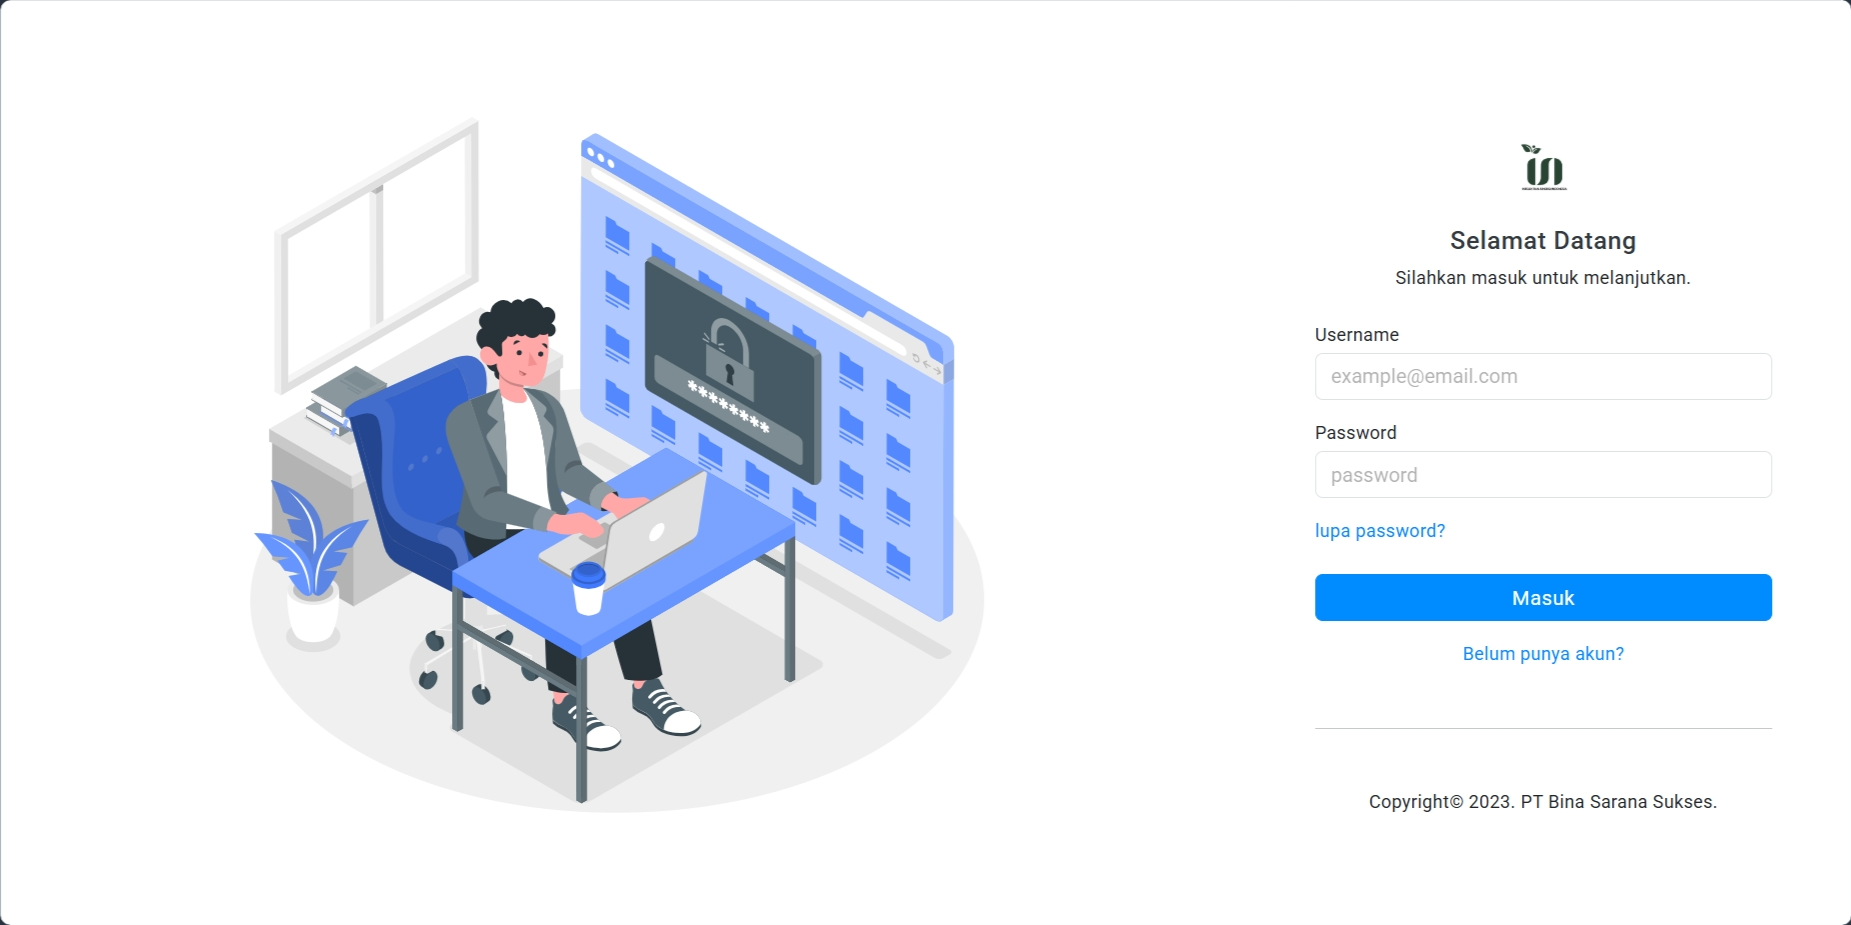 Selamat Datang
Silahkan masuk untuk melanjutkan.
Username
example@email.com
Password
password
lupa password?
Masuk
Belum punya akun?
Copyright© 2023. PT Bina Sarana Sukses.
********